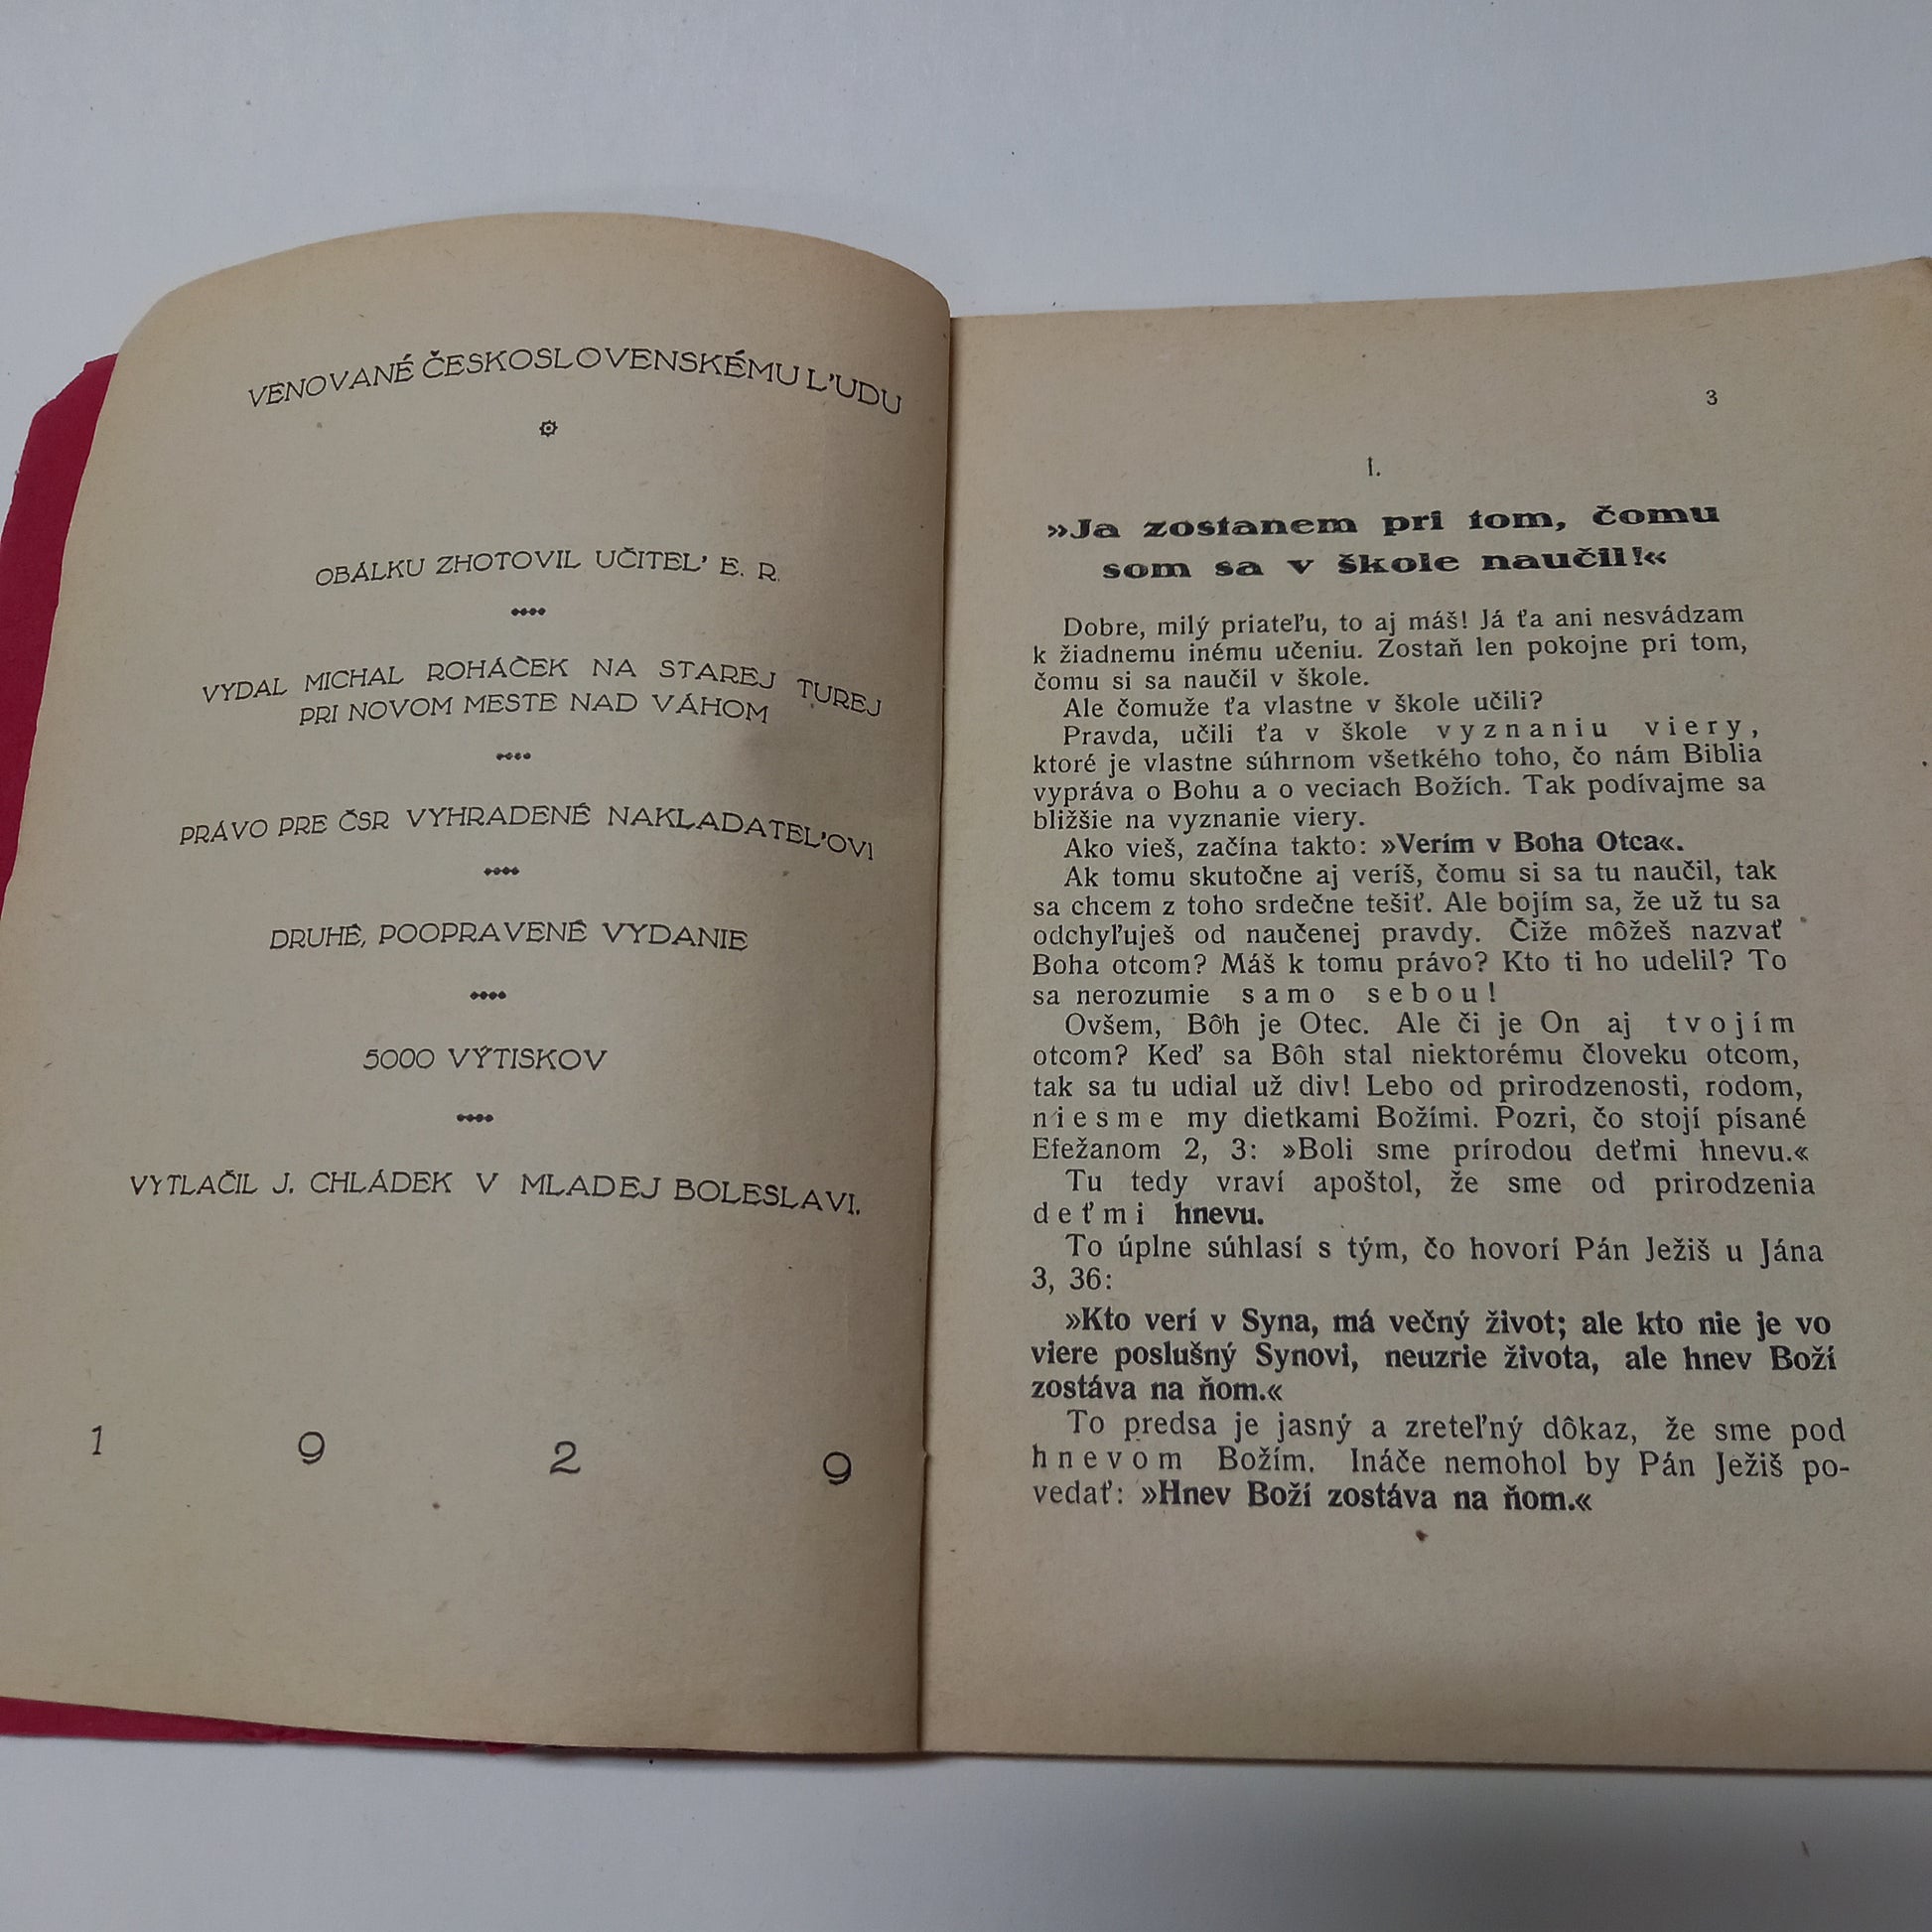 VENOVANÉ ČESKOSLOVENSKÉMU L'UDU
OBÁLKU ZHOTOVIL UČITEL' E. R.
VYDAL MICHAL ROHÁČEK NA STAREJ TUREJ
PRI NOVOM MESTE NAD VÁHOM
PRÁVO PRE ČSR VYHRADENÉ NAKLADATEL'OVI
DRUHÉ, POOPRAVENÉ VYDANIE
5000 VÝTISKOV
VYTLAČIL J. CHLÁDEK V MLADEJ BOLESLAVI.
1929
3
I.
»Ja zostanem pri tom, čomu
som sa v škole naučil!«
Dobre, milý priateľu, to aj máš! Já ťa ani nesvádzam
k žiadnemu inému učeniu. Zostaň len pokojne pri tom,
čomu si sa naučil v škole.
Ale čomuže ťa vlastne v škole učili?
Pravda, učili ťa v škole vyznaniu viery,
ktoré je vlastne súhrnom všetkého toho, čo nám Biblia
vypráva o Bohu a o veciach Božích. Tak podívajme sa
bližšie na vyznanie viery.
Ako vieš, začína takto: »Verím v Boha Otca«.
Ak tomu skutočne aj veríš, čomu si sa tu naučil, tak
sa chcem z toho srdečne tešiť. Ale bojím sa, že už tu sa
odchyľuješ od naučenej pravdy. Čiže môžeš nazvať
Boha otcom? Máš k tomu právo? Kto ti ho udelil? To
sa nerozumie samo sebou!
Ovšem, Bôh je Otec. Ale či je On aj tvojím
otcom? Keď sa Bôh stal niektorému človeku otcom,
tak sa tu udial už div! Lebo od prirodzenosti, rodom,
niesme my dietkami Božími. Pozri, čo stojí písané
Efežanom 2, 3: »Boli sme prírodou deťmi hnevu.«
Tu tedy vraví apoštol, že sme od prirodzenia
deťmi hnevu.
To úplne súhlasí s tým, čo hovorí Pán Ježiš u Jána
3, 36:
»Kto verí v Syna, má večný život; ale kto nie je vo
viere poslušný Synovi, neuzrie života, ale hnev Boží
zostáva na ňom.«
To predsa je jasný a zreteľný dôkaz, že sme pod
hnevom Božím. Ináče nemohol by Pán Ježiš po-
vedať: »Hnev Boží zostáva na ňom.«